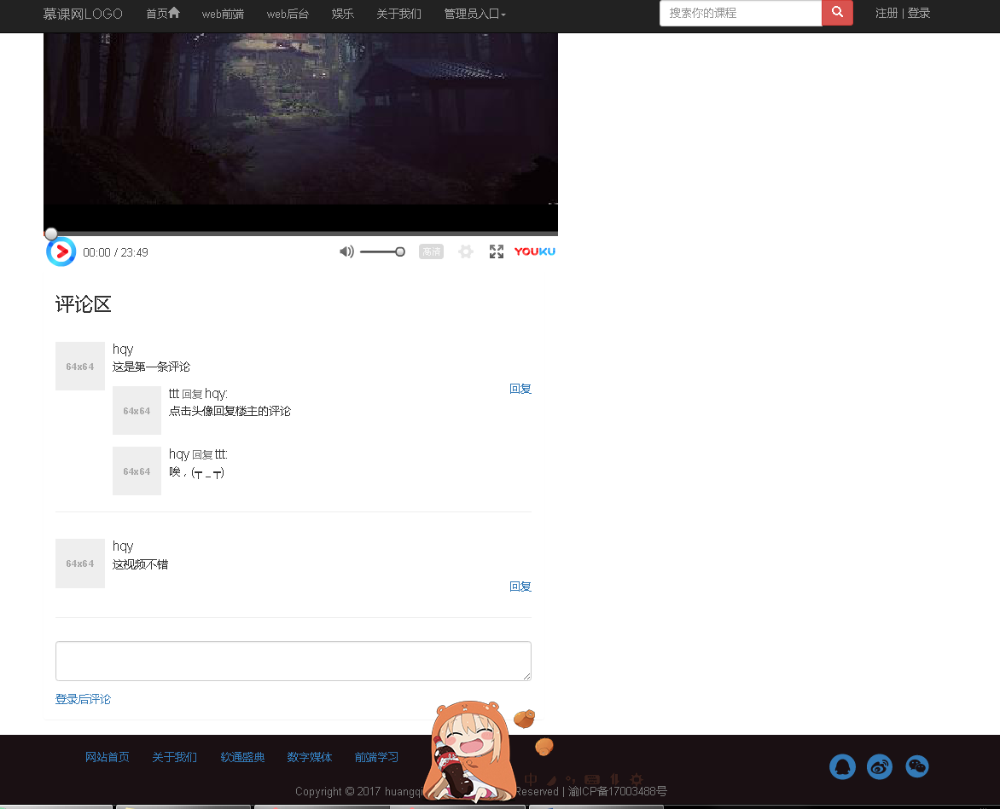 慕课网LOGO 首页 web前端 web后台 娱乐 关于我们 管理员入口 搜索你的课程 注册 | 登录
00:00 / 23:49 高清 YOUKU
评论区
64x64
hqy
这是第一条评论
回复
64x64
ttt 回复 hqy:
点击头像回复楼主的评论
64x64
hqy 回复 ttt:
唉，(┬＿┬)
64x64
hqy
这视频不错
回复
登录后评论
网站首页 关于我们 软通盛典 数字媒体 前端学习
中
Copyright © 2017 huangqi Reserved | 渝ICP备17003488号